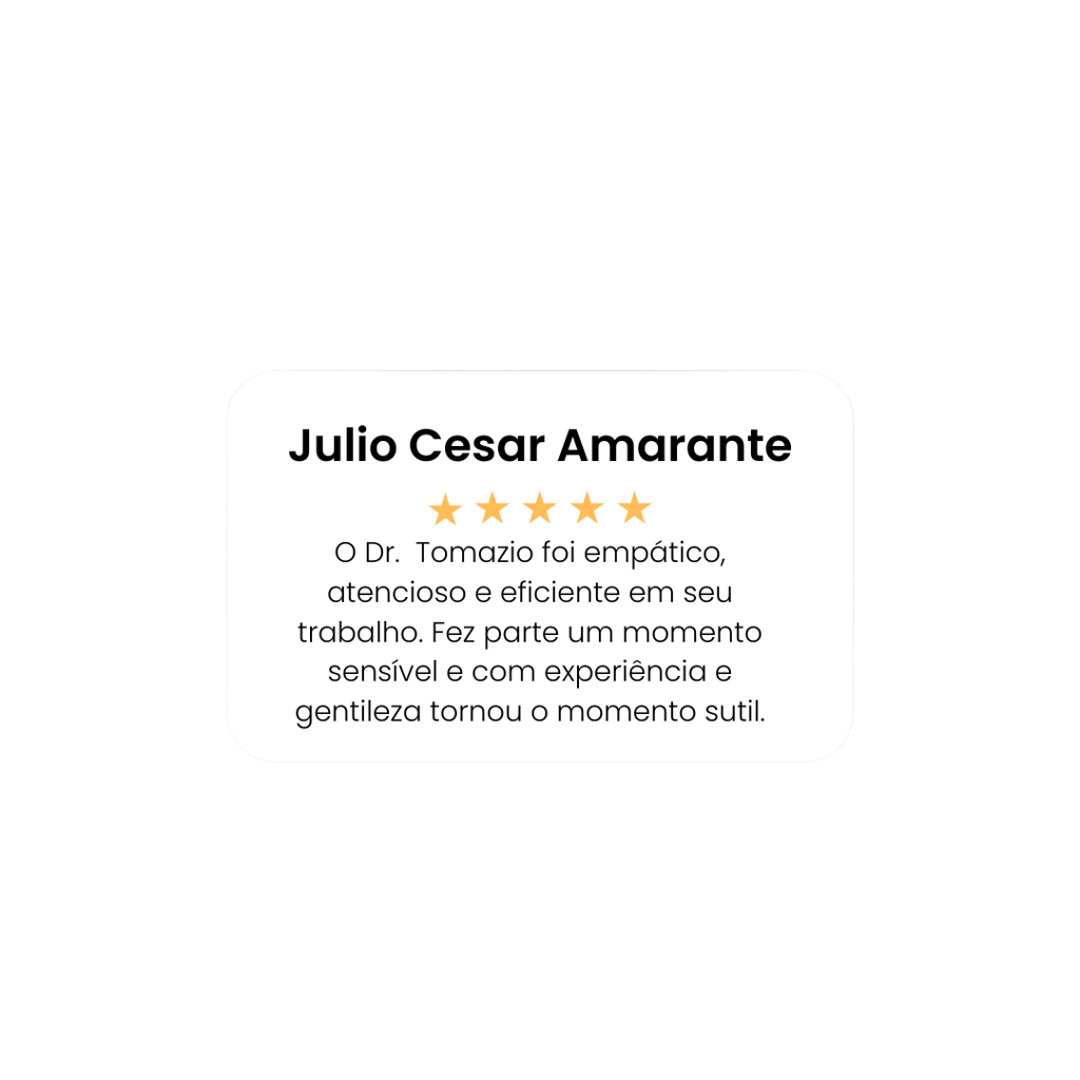 Julio Cesar Amarante
O Dr.  Tomazio foi empático,
atencioso e eficiente em seu
trabalho. Fez parte um momento
sensível e com experiência e
gentileza tornou o momento sutil.